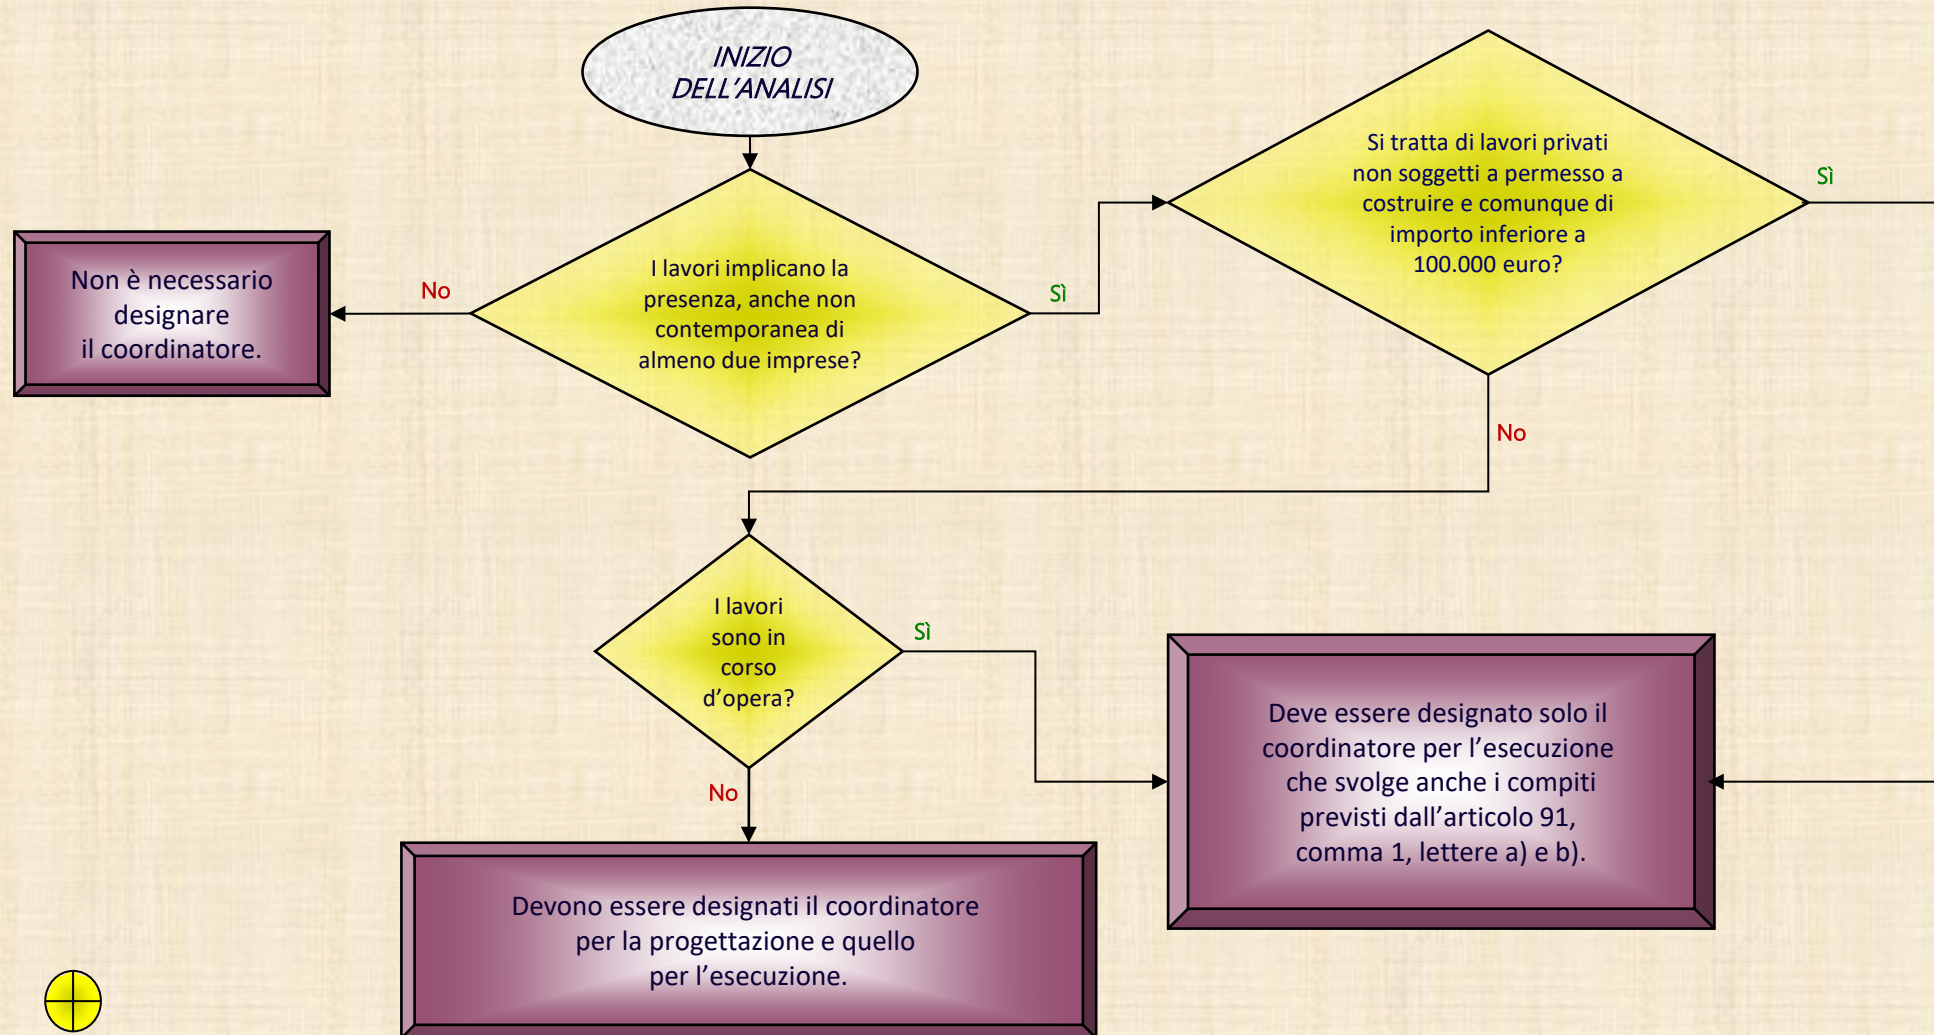 INIZIO
DELL'ANALISI
I lavori implicano la
presenza, anche non
contemporanea di
almeno due imprese?
No
Non è necessario
designare
il coordinatore.
Sì
Si tratta di lavori privati
non soggetti a permesso a
costruire e comunque di
importo inferiore a
100.000 euro?
Sì
No
I lavori
sono in
corso
d'opera?
Sì
No
Deve essere designato solo il
coordinatore per l'esecuzione
che svolge anche i compiti
previsti dall'articolo 91,
comma 1, lettere a) e b).
Devono essere designati il coordinatore
per la progettazione e quello
per l'esecuzione.